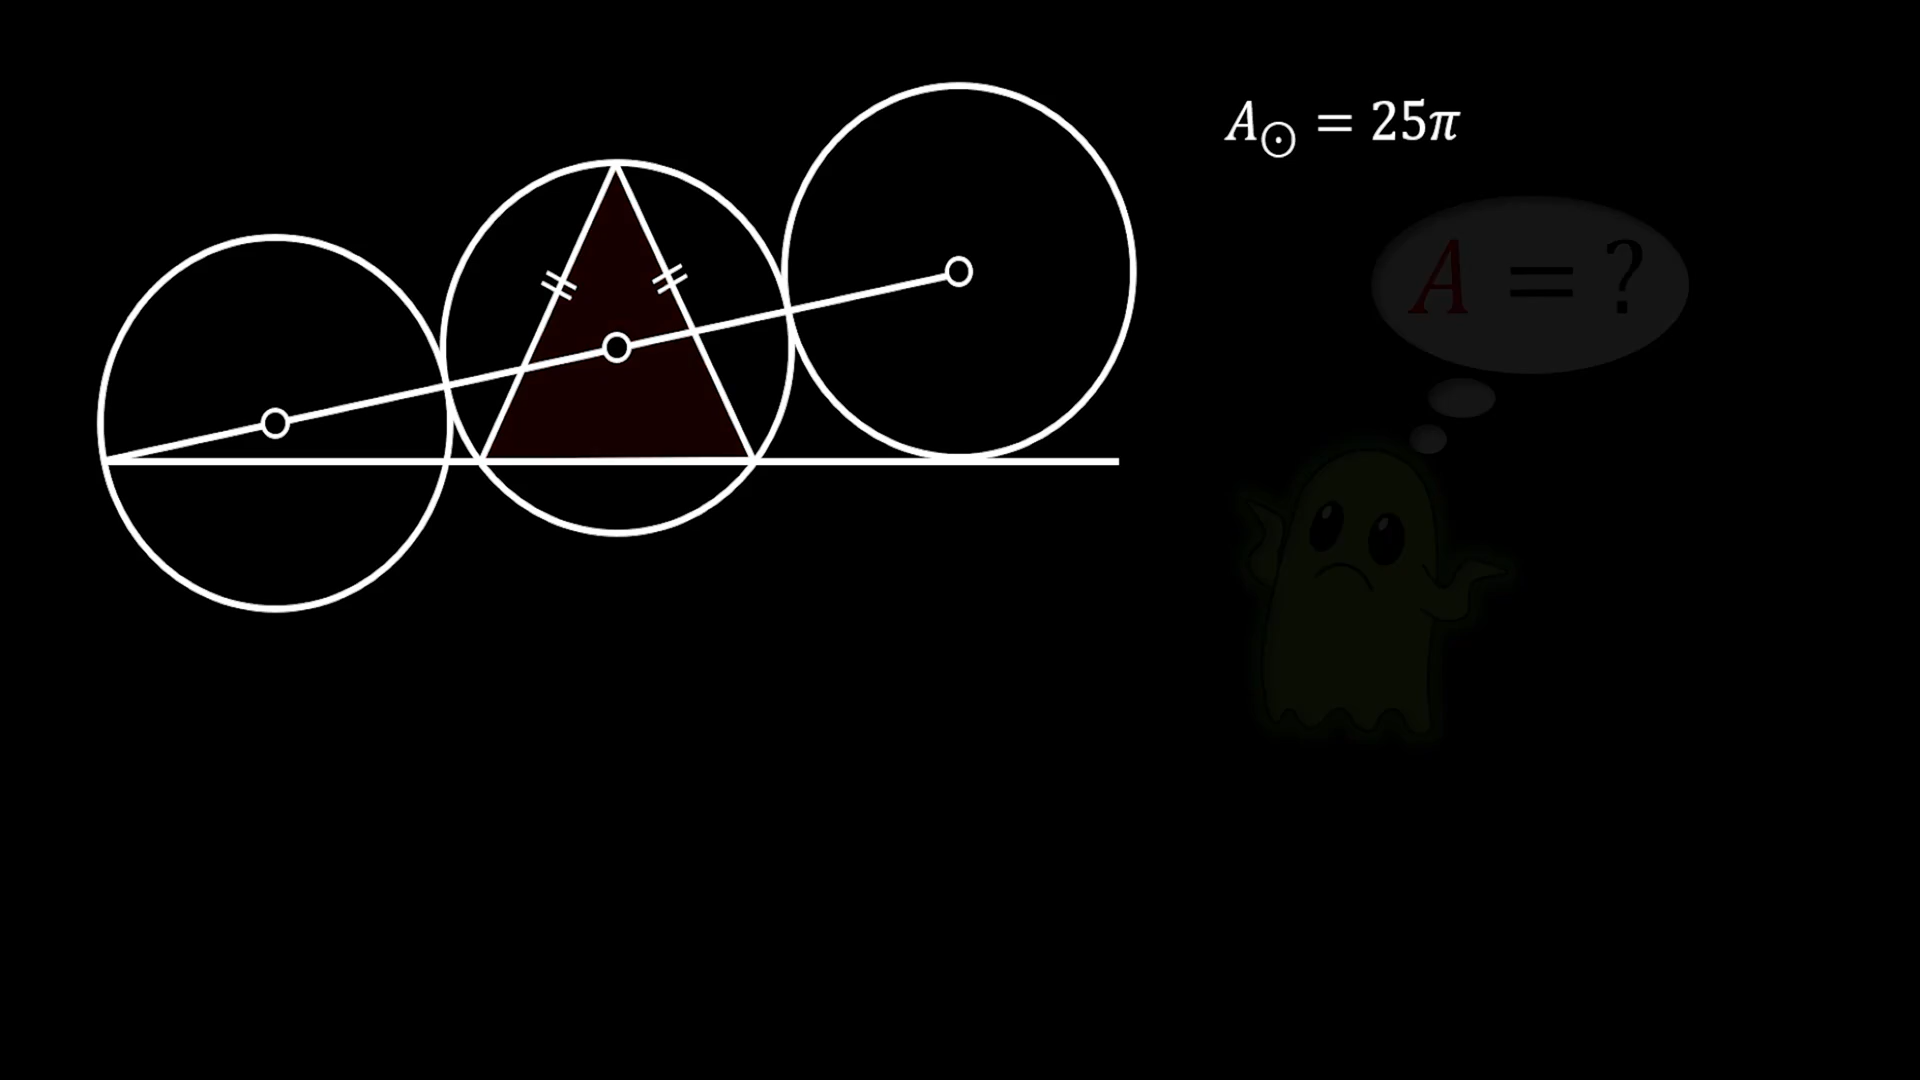 A⊙ = 25π
A = ?